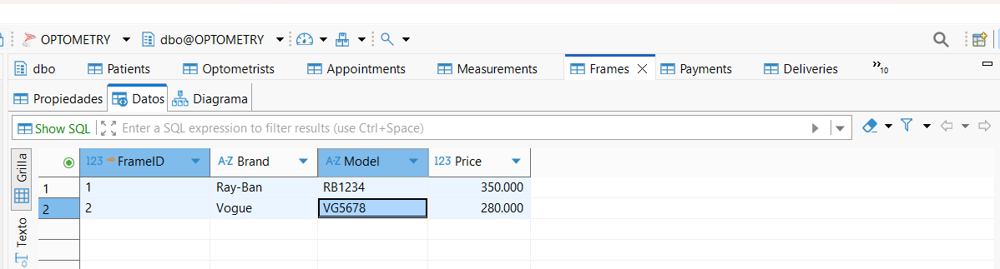 OPTOMETRY dbo@OPTOMETRY
dbo Patients Optometrists Appointments Measurements Frames Payments Deliveries »10
Propiedades Datos Diagrama
Show SQL Enter a SQL expression to filter results (use Ctrl+Space)
Grilla
Texto
123 FrameID A-Z Brand A-Z Model 123 Price
1 1 Ray-Ban RB1234 350.000
2 2 Vogue VG5678 280.000